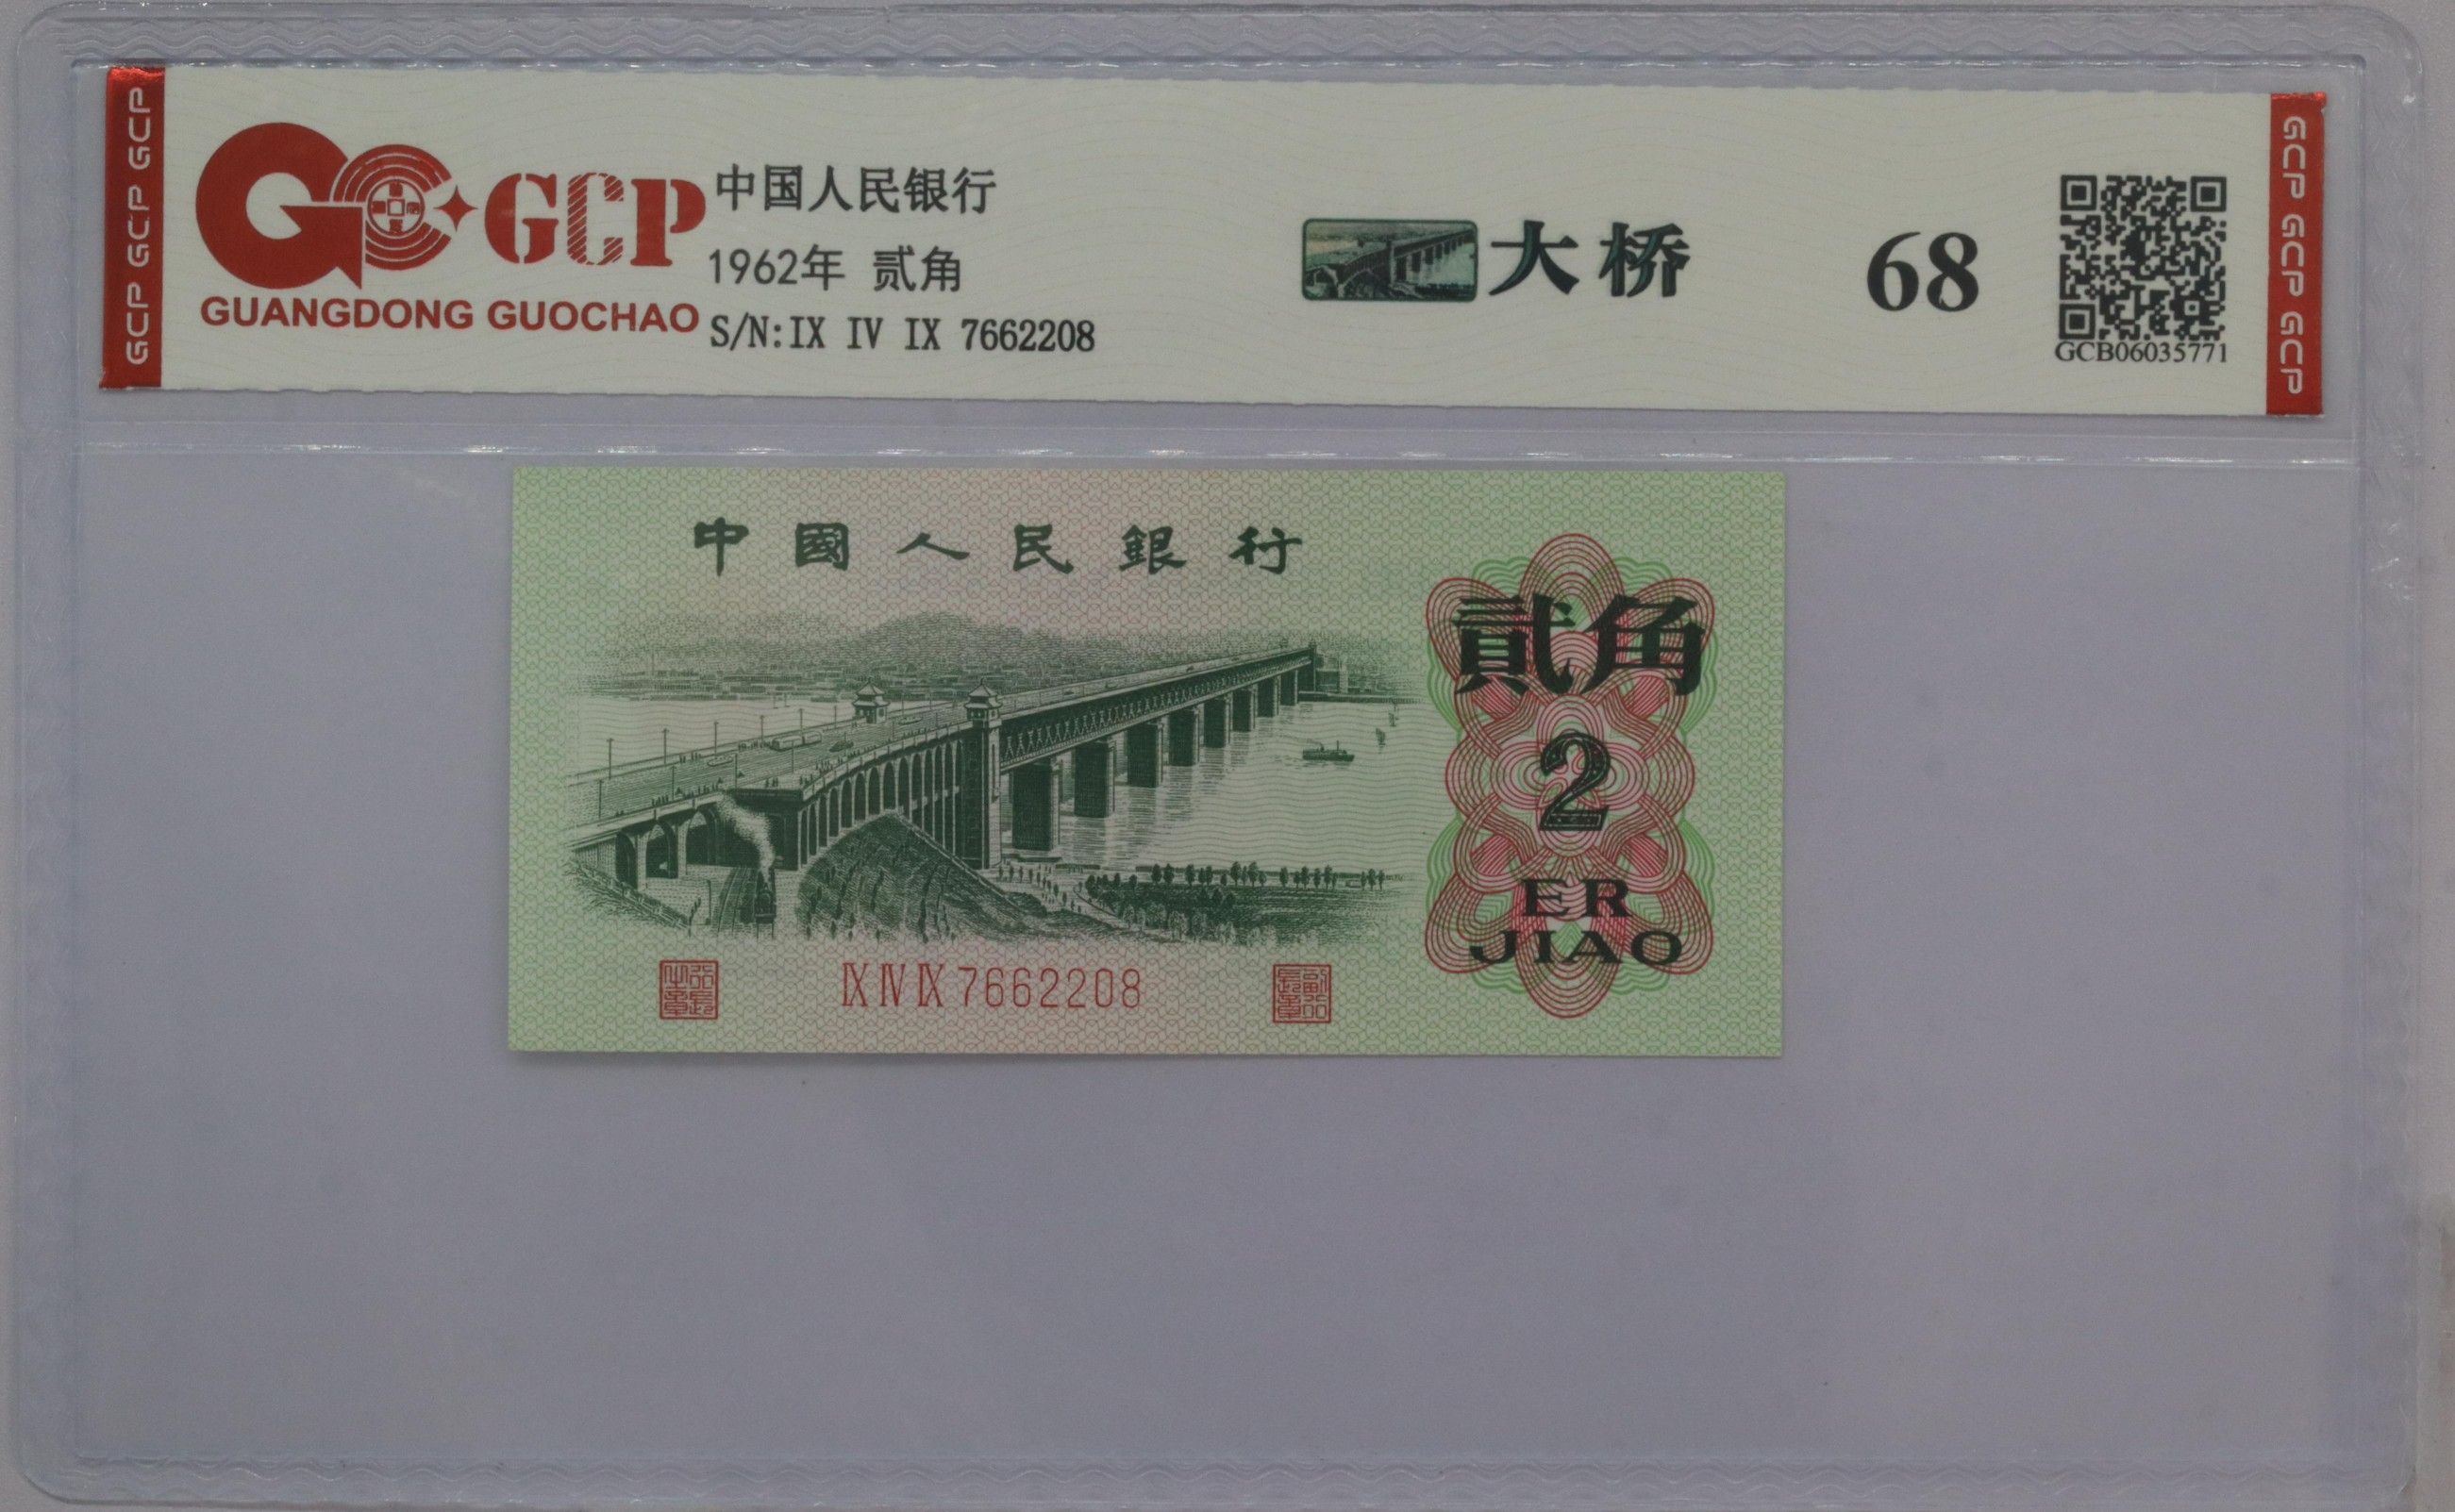 GCP GCP GCP
GCP
GUANGDONG GUOCHAO
中国人民银行
1962年 贰角
S/N:IX IV IX 7662208
大桥
68
GCB06035771
GCP GCP GCP
中國人民銀行
貳角
2
ER
JIAO
IX IV IX 7662208